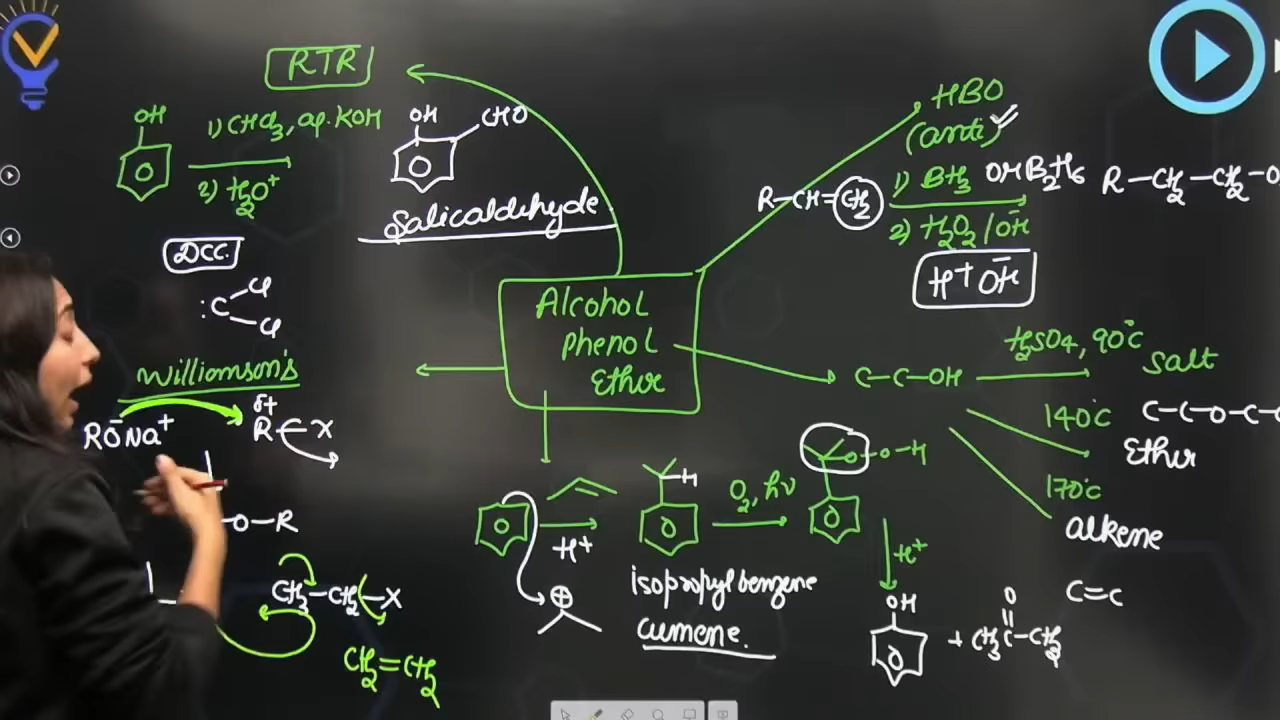 RTR
OH
1) CHCl3, aq. KOH
2) H3O+
OH
CHO
Salicaldehyde
DCC.
:C
Cl
Cl
HBO
(anti)
R-CH=CH2
1) BH3 OR B2H6
2) H2O2/OH-
R-CH2-CH2-O
H+ OH-
Alcohol
Phenol
Ether
Williamson's
RO- Na+
δ+
R-X
-O-R
CH3-CH2-X
CH2=CH2
C-C-OH
H2SO4, 90°C
Salt
140°C
C-C-O-C-C
Ether
170°C
alkene
C=C
H+
⊕
H
isopropyl benzene
cumene.
O2, hν
O-O-H
H+
OH
+
O
CH3-C-CH3